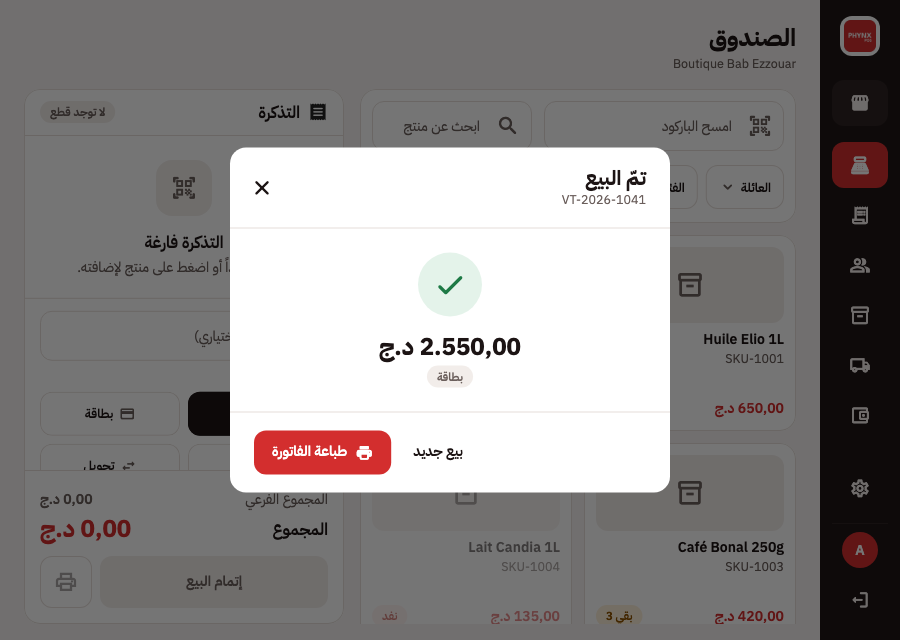 PHYNX
الصندوق
Boutique Bab Ezzouar
امسح الباركود
ابحث عن منتج
العائلة
التذكرة
لا توجد قطع
التذكرة فارغة
أو اضغط على منتج لإضافته.
بطاقة
تحويل
المجموع الفرعي
0,00 د.ج
المجموع
0,00 د.ج
إتمام البيع
تمّ البيع
VT-2026-1041
2.550,00 د.ج
بطاقة
بيع جديد
طباعة الفاتورة
Huile Elio 1L
SKU-1001
650,00 د.ج
Café Bonal 250g
SKU-1003
420,00 د.ج
بقي 3
Lait Candia 1L
SKU-1004
135,00 د.ج
نفد
A